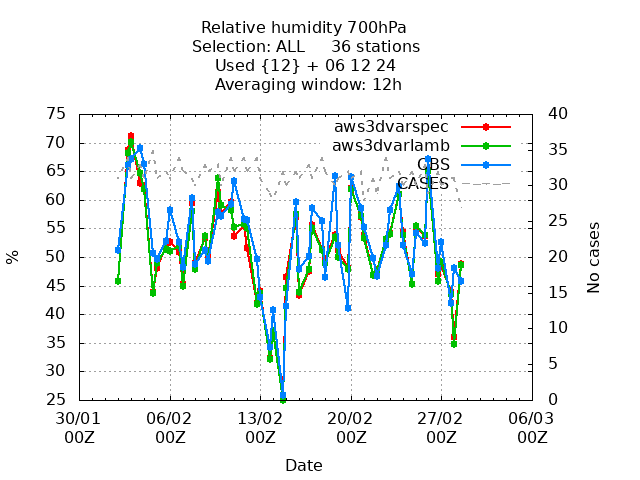 Relative humidity 700hPa
Selection: ALL 36 stations
Used {12} + 06 12 24
Averaging window: 12h
75
70
65
60
55
50
45
40
35
30
25
%
40
35
30
25
20
15
10
5
0
No cases
aws3dvarspec
aws3dvarlamb
OBS
CASES
30/01 06/02 13/02 20/02 27/02 06/03
00Z 00Z 00Z 00Z 00Z 00Z
Date